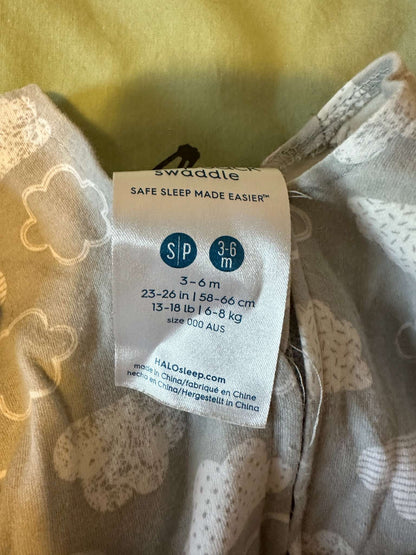 swaddle
SAFE SLEEP MADE EASIER™
S|P 3-6 m
3-6 m
23-26 in | 58-66 cm
13-18 lb | 6-8 kg
size 000 AUS
HALOsleep.com
made in China/fabriqué en Chine
hecho en China/Hergestellt in China